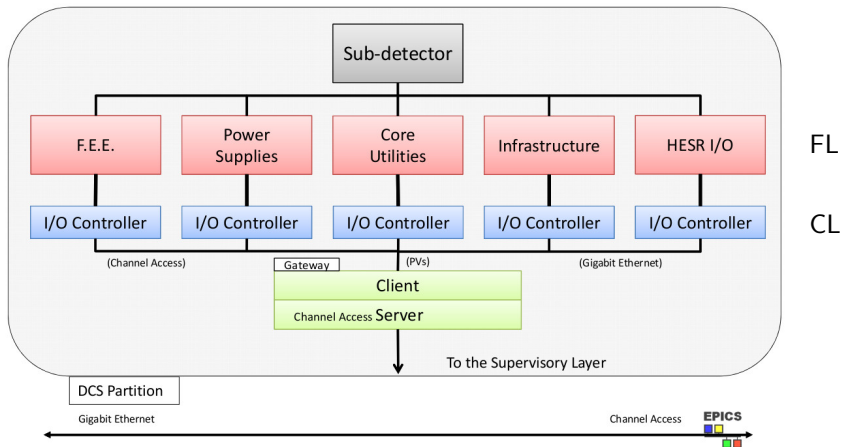 Sub-detector
F.E.E.
Power
Supplies
Core
Utilities
Infrastructure
HESR I/O
FL
I/O Controller
I/O Controller
I/O Controller
I/O Controller
I/O Controller
CL
(Channel Access)
(PVs)
(Gigabit Ethernet)
Gateway
Client
Channel Access Server
To the Supervisory Layer
DCS Partition
Gigabit Ethernet
Channel Access
EPICS